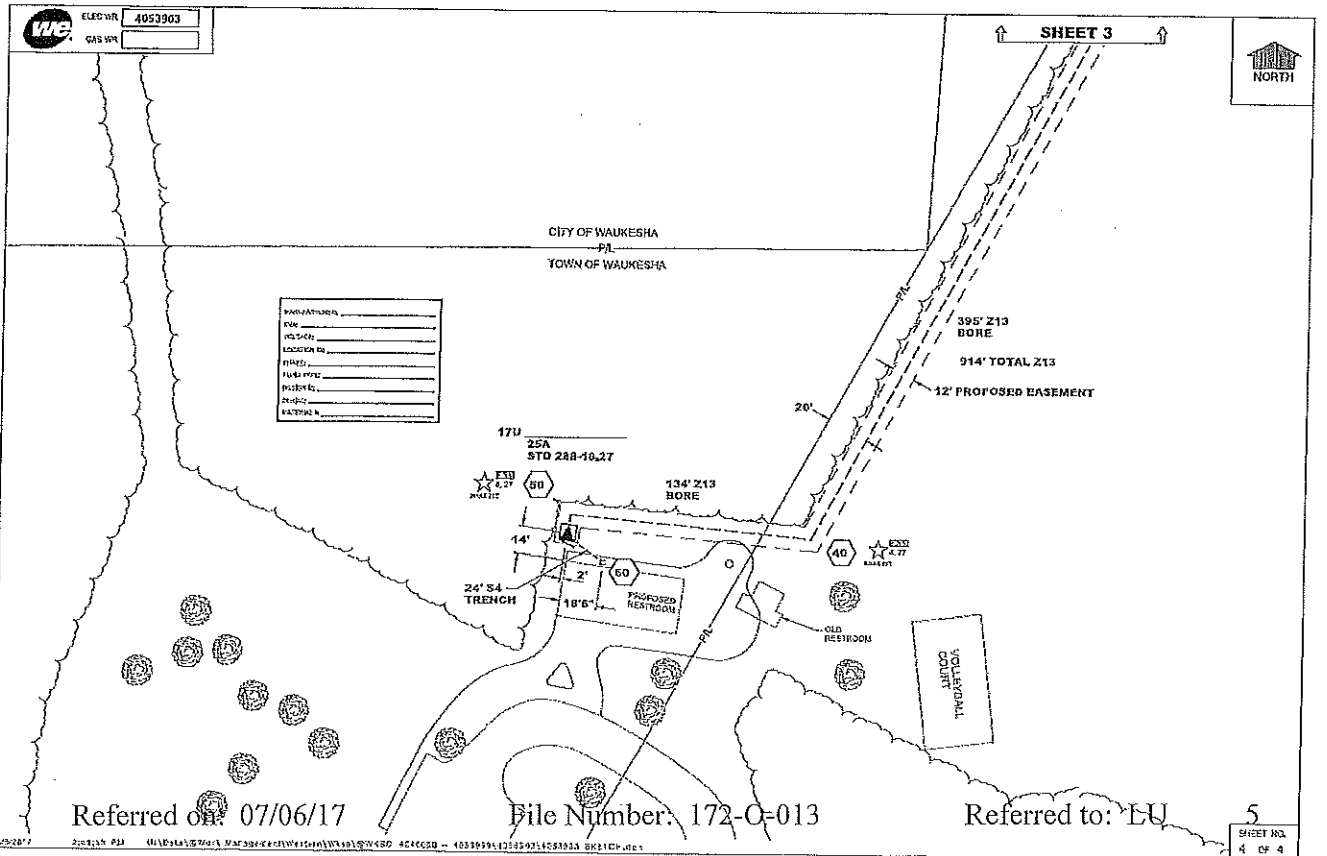 we
ELEC WR 4053903
GAS WR
SHEET 3
NORTH
CITY OF WAUKESHA
P/L
TOWN OF WAUKESHA
P/L
395' Z13
BORE
914' TOTAL Z13
12' PROPOSED EASEMENT
20'
17U
25A
STD 288-10,27
50
134' Z13
BORE
14'
40
60
2'
24' S4
TRENCH
18'6"
PROPOSED
RESTROOM
P/L
OLD
RESTROOM
VOLLEYBALL
COURT
Referred on: 07/06/17 File Number: 172-O-013 Referred to: LU 5
SHEET NO.
4 OF 4